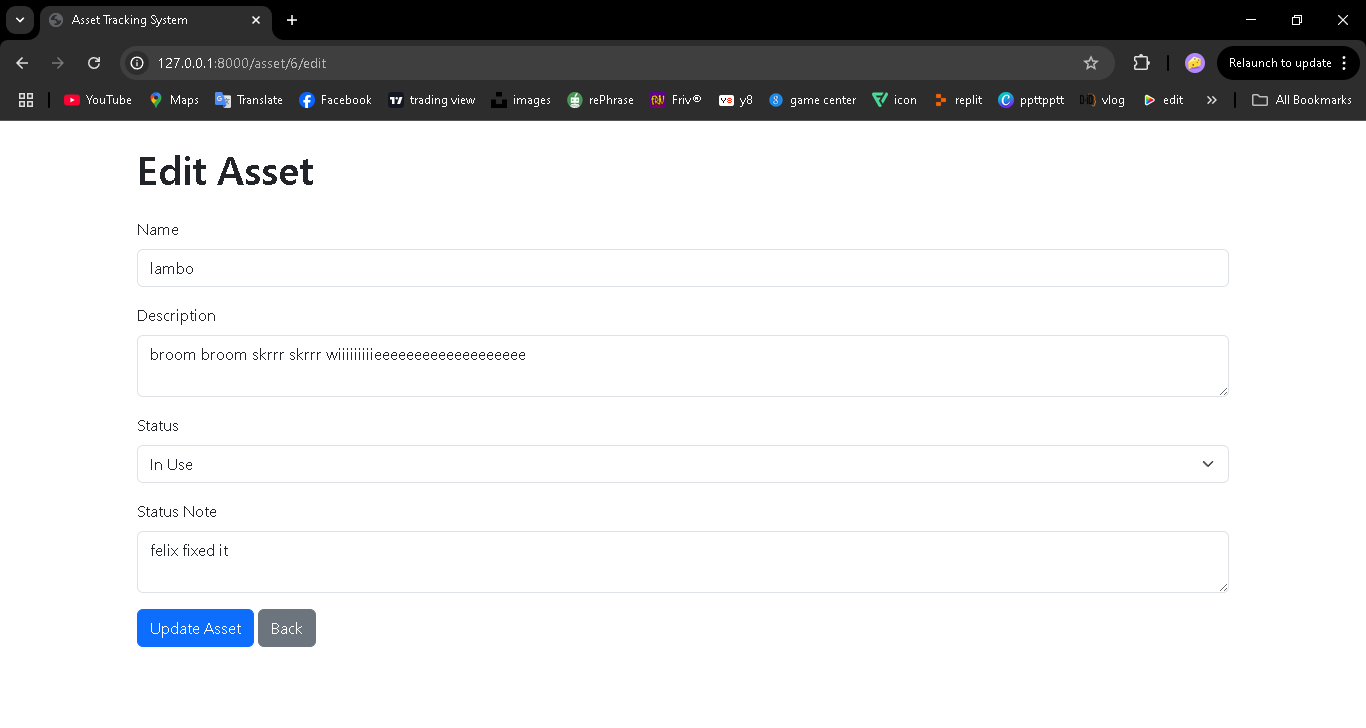 Asset Tracking System
127.0.0.1:8000/asset/6/edit
Relaunch to update
YouTube Maps Translate Facebook trading view images rePhrase Friv® y8 game center icon replit ppttpptt vlog edit » All Bookmarks
Edit Asset
Name
lambo
Description
broom broom skrrr skrrr wiiiiiiiiieeeeeeeeeeeeeeeeeee
Status
In Use
Status Note
felix fixed it
Update Asset Back